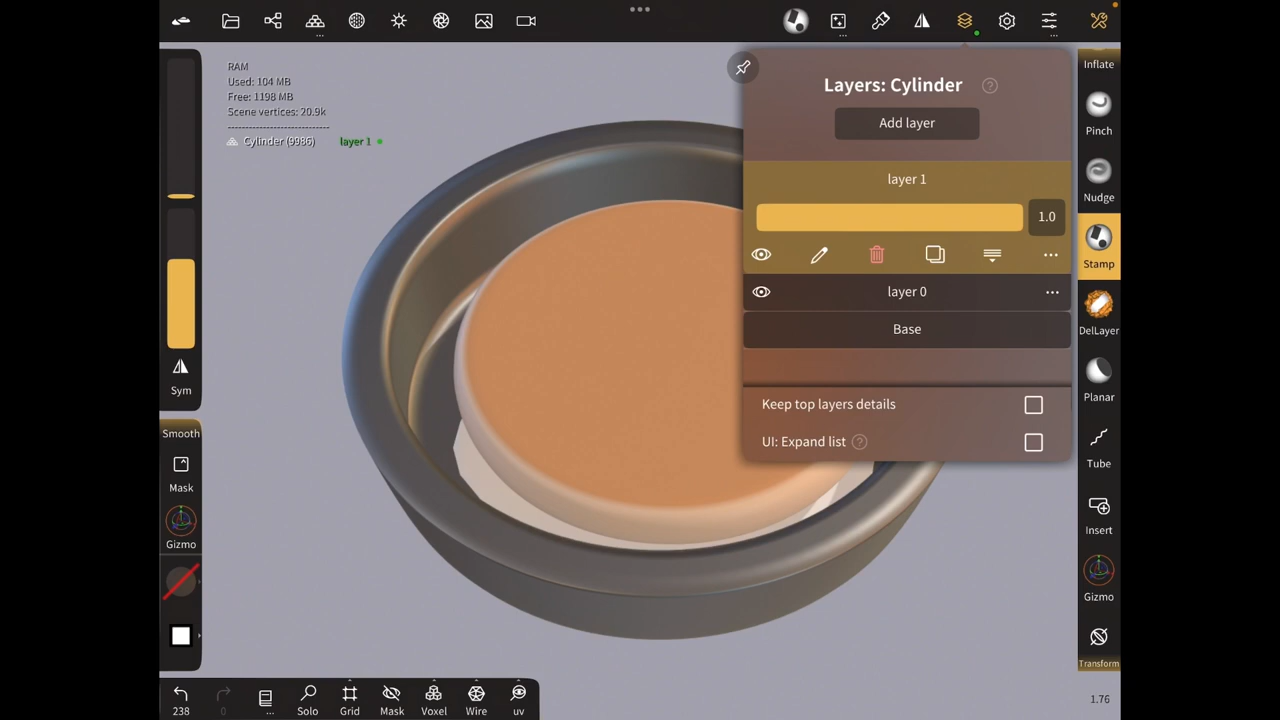 RAM
Used: 104 MB
Free: 1198 MB
Scene vertices: 20.9k
Cylinder (9986) layer 1
Sym
Smooth
Mask
Gizmo
238
0
Solo
Grid
Mask
Voxel
Wire
uv
Layers: Cylinder ?
Add layer
layer 1
1.0
layer 0
Base
Keep top layers details
UI: Expand list ?
Inflate
Pinch
Nudge
Stamp
DelLayer
Planar
Tube
Insert
Gizmo
Transform
1.76